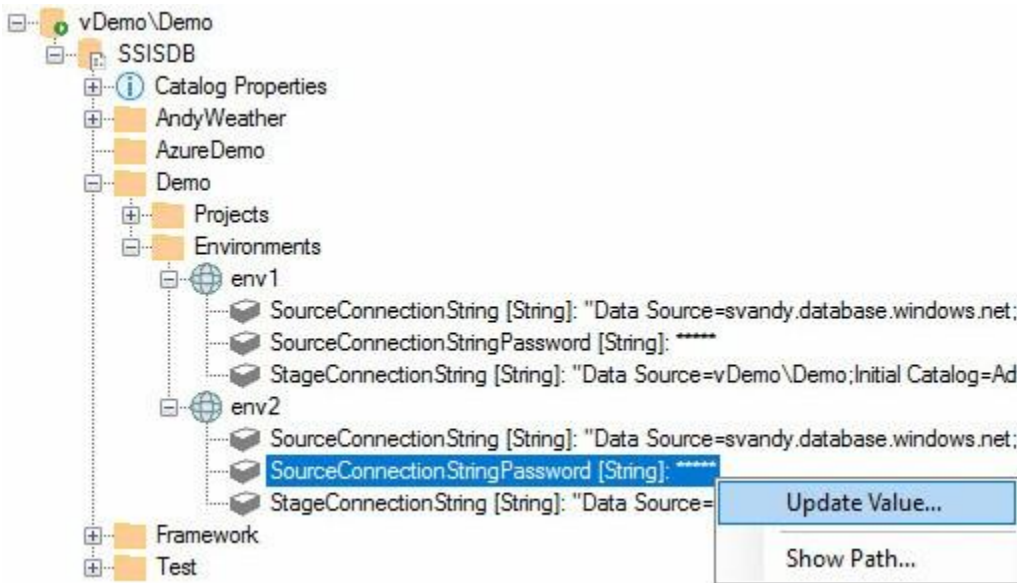 vDemo\Demo
SSISDB
Catalog Properties
AndyWeather
AzureDemo
Demo
Projects
Environments
env1
SourceConnectionString [String]: "Data Source=svandy.database.windows.net;
SourceConnectionStringPassword [String]: *****
StageConnectionString [String]: "Data Source=vDemo\Demo;Initial Catalog=Ad
env2
SourceConnectionString [String]: "Data Source=svandy.database.windows.net;
SourceConnectionStringPassword [String]: *****
StageConnectionString [String]: "Data Source=
Update Value...
Framework
Show Path...
Test